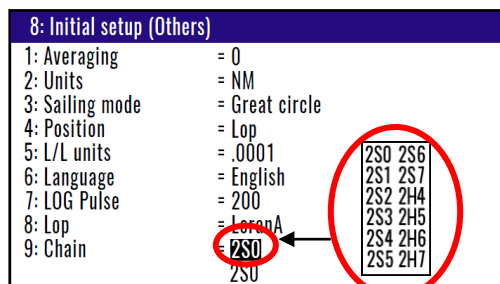 8: Initial setup (Others)
1: Averaging = 0
2: Units = NM
3: Sailing mode = Great circle
4: Position = Lop
5: L/L units = .0001
6: Language = English
7: LOG Pulse = 200
8: Lop = LoranA
9: Chain = 2S0
2S0
2S0 2S6
2S1 2S7
2S2 2H4
2S3 2H5
2S4 2H6
2S5 2H7